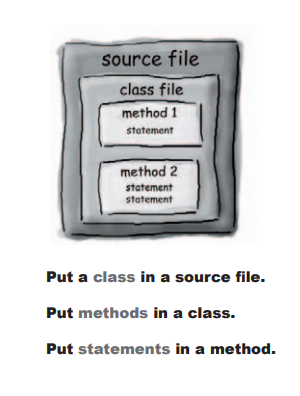 source file
class file
method 1
statement
method 2
statement
statement
Put a class in a source file.
Put methods in a class.
Put statements in a method.